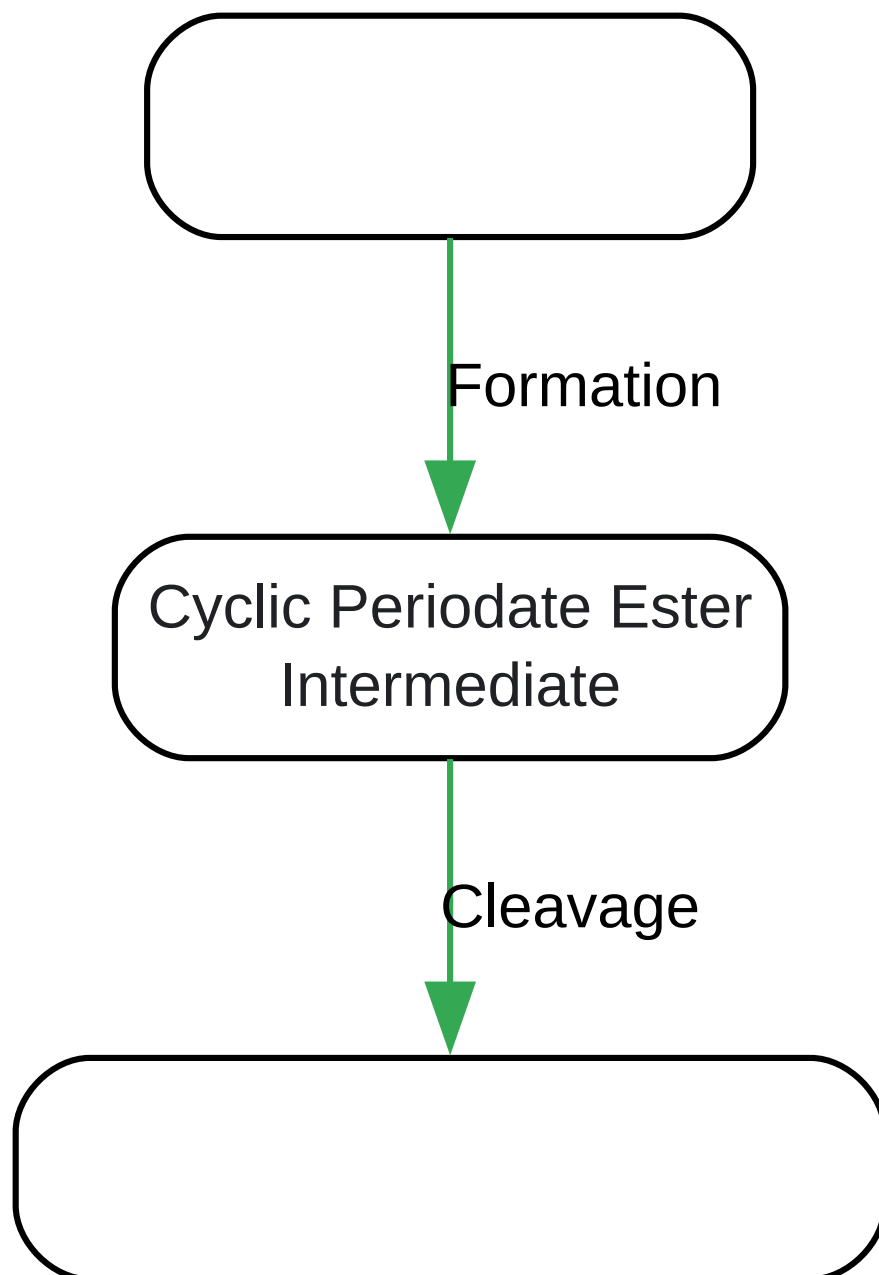 Formation
Cyclic Periodate Ester
Intermediate
Cleavage